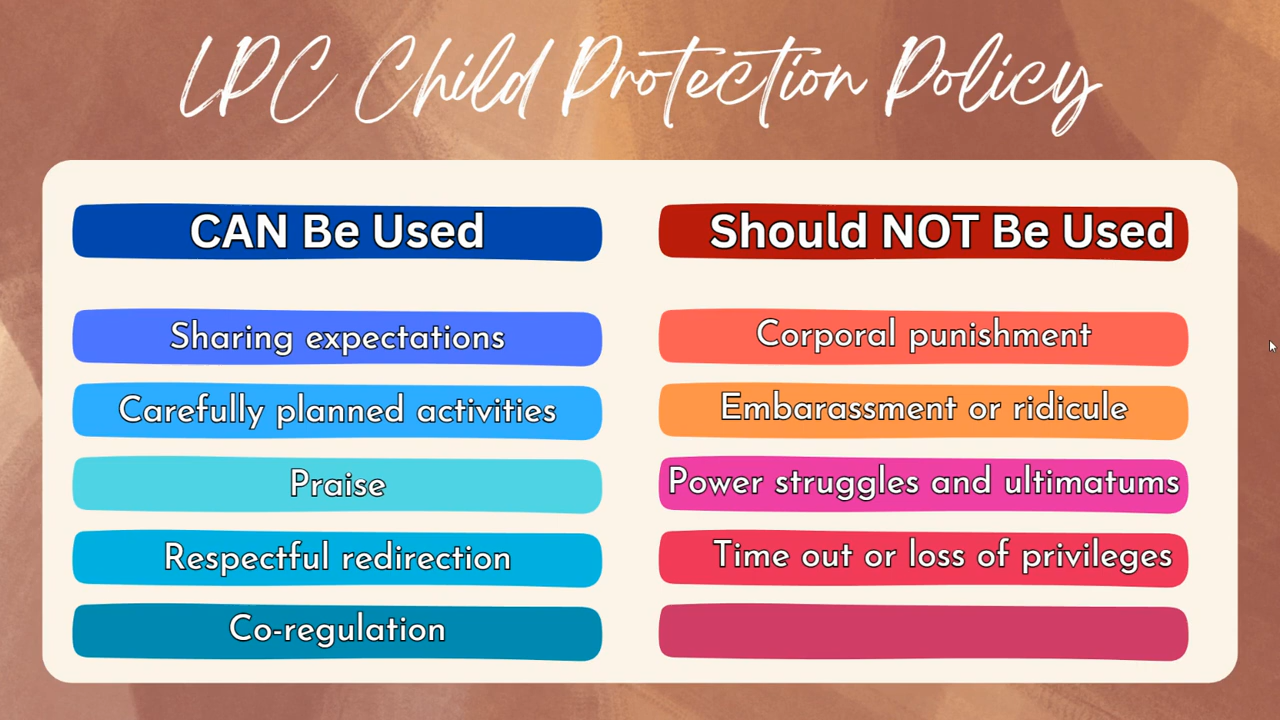 LPC Child Protection Policy
CAN Be Used
Sharing expectations
Carefully planned activities
Praise
Respectful redirection
Co-regulation
Should NOT Be Used
Corporal punishment
Embarassment or ridicule
Power struggles and ultimatums
Time out or loss of privileges